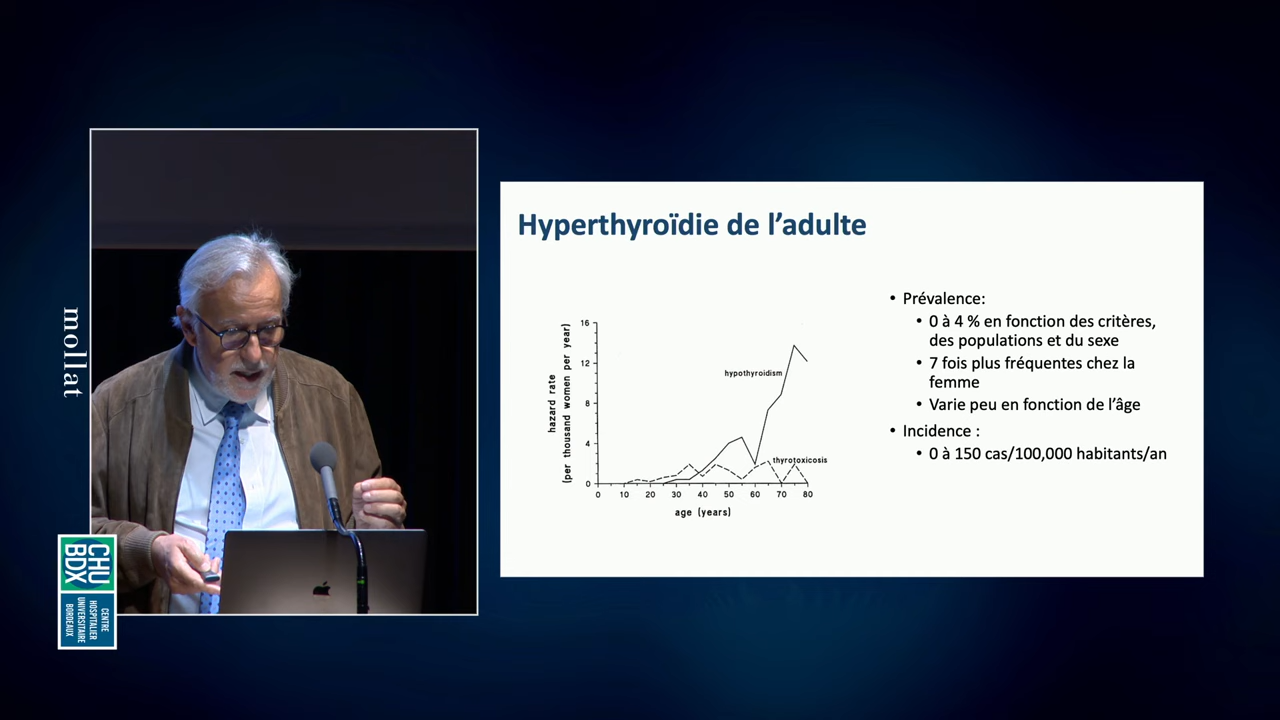 mollat
CHU
BDX
CENTRE
HOSPITALIER
UNIVERSITAIRE
BORDEAUX
Hyperthyroïdie de l’adulte
hazard rate
(per thousand women per year)
16
12
8
4
0
hypothyroidism
thyrotoxicosis
0 10 20 30 40 50 60 70 80
age (years)
• Prévalence:
• 0 à 4 % en fonction des critères,
des populations et du sexe
• 7 fois plus fréquentes chez la
femme
• Varie peu en fonction de l’âge
• Incidence :
• 0 à 150 cas/100,000 habitants/an